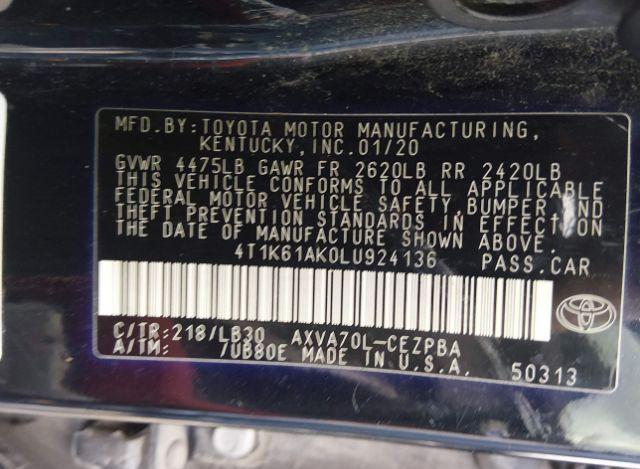 MFD.BY:TOYOTA MOTOR MANUFACTURING,
KENTUCKY,INC.01/20
GVWR 4475LB GAWR FR 2620LB RR 2420LB
THIS VEHICLE CONFORMS TO ALL APPLICABLE
FEDERAL MOTOR VEHICLE SAFETY,BUMPER,AND
THEFT PREVENTION STANDARDS IN EFFECT ON
THE DATE OF MANUFACTURE SHOWN ABOVE.
4T1K61AK0LU924136 PASS.CAR
C/TR:218/LB30 AXVA70L-CEZPBA
A/TM: /UB80E MADE IN U.S.A.
50313